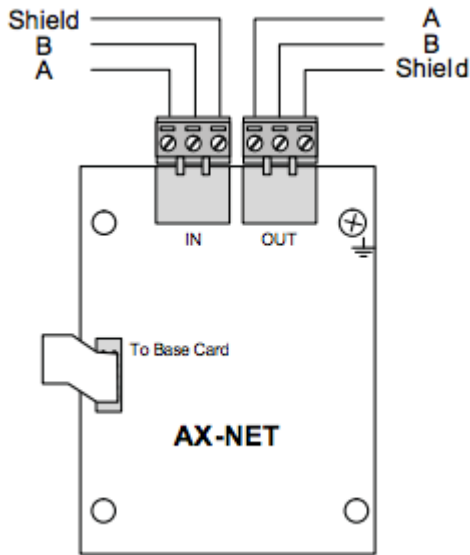 Shield
B
A
A
B
Shield
IN
OUT
To Base Card
AX-NET